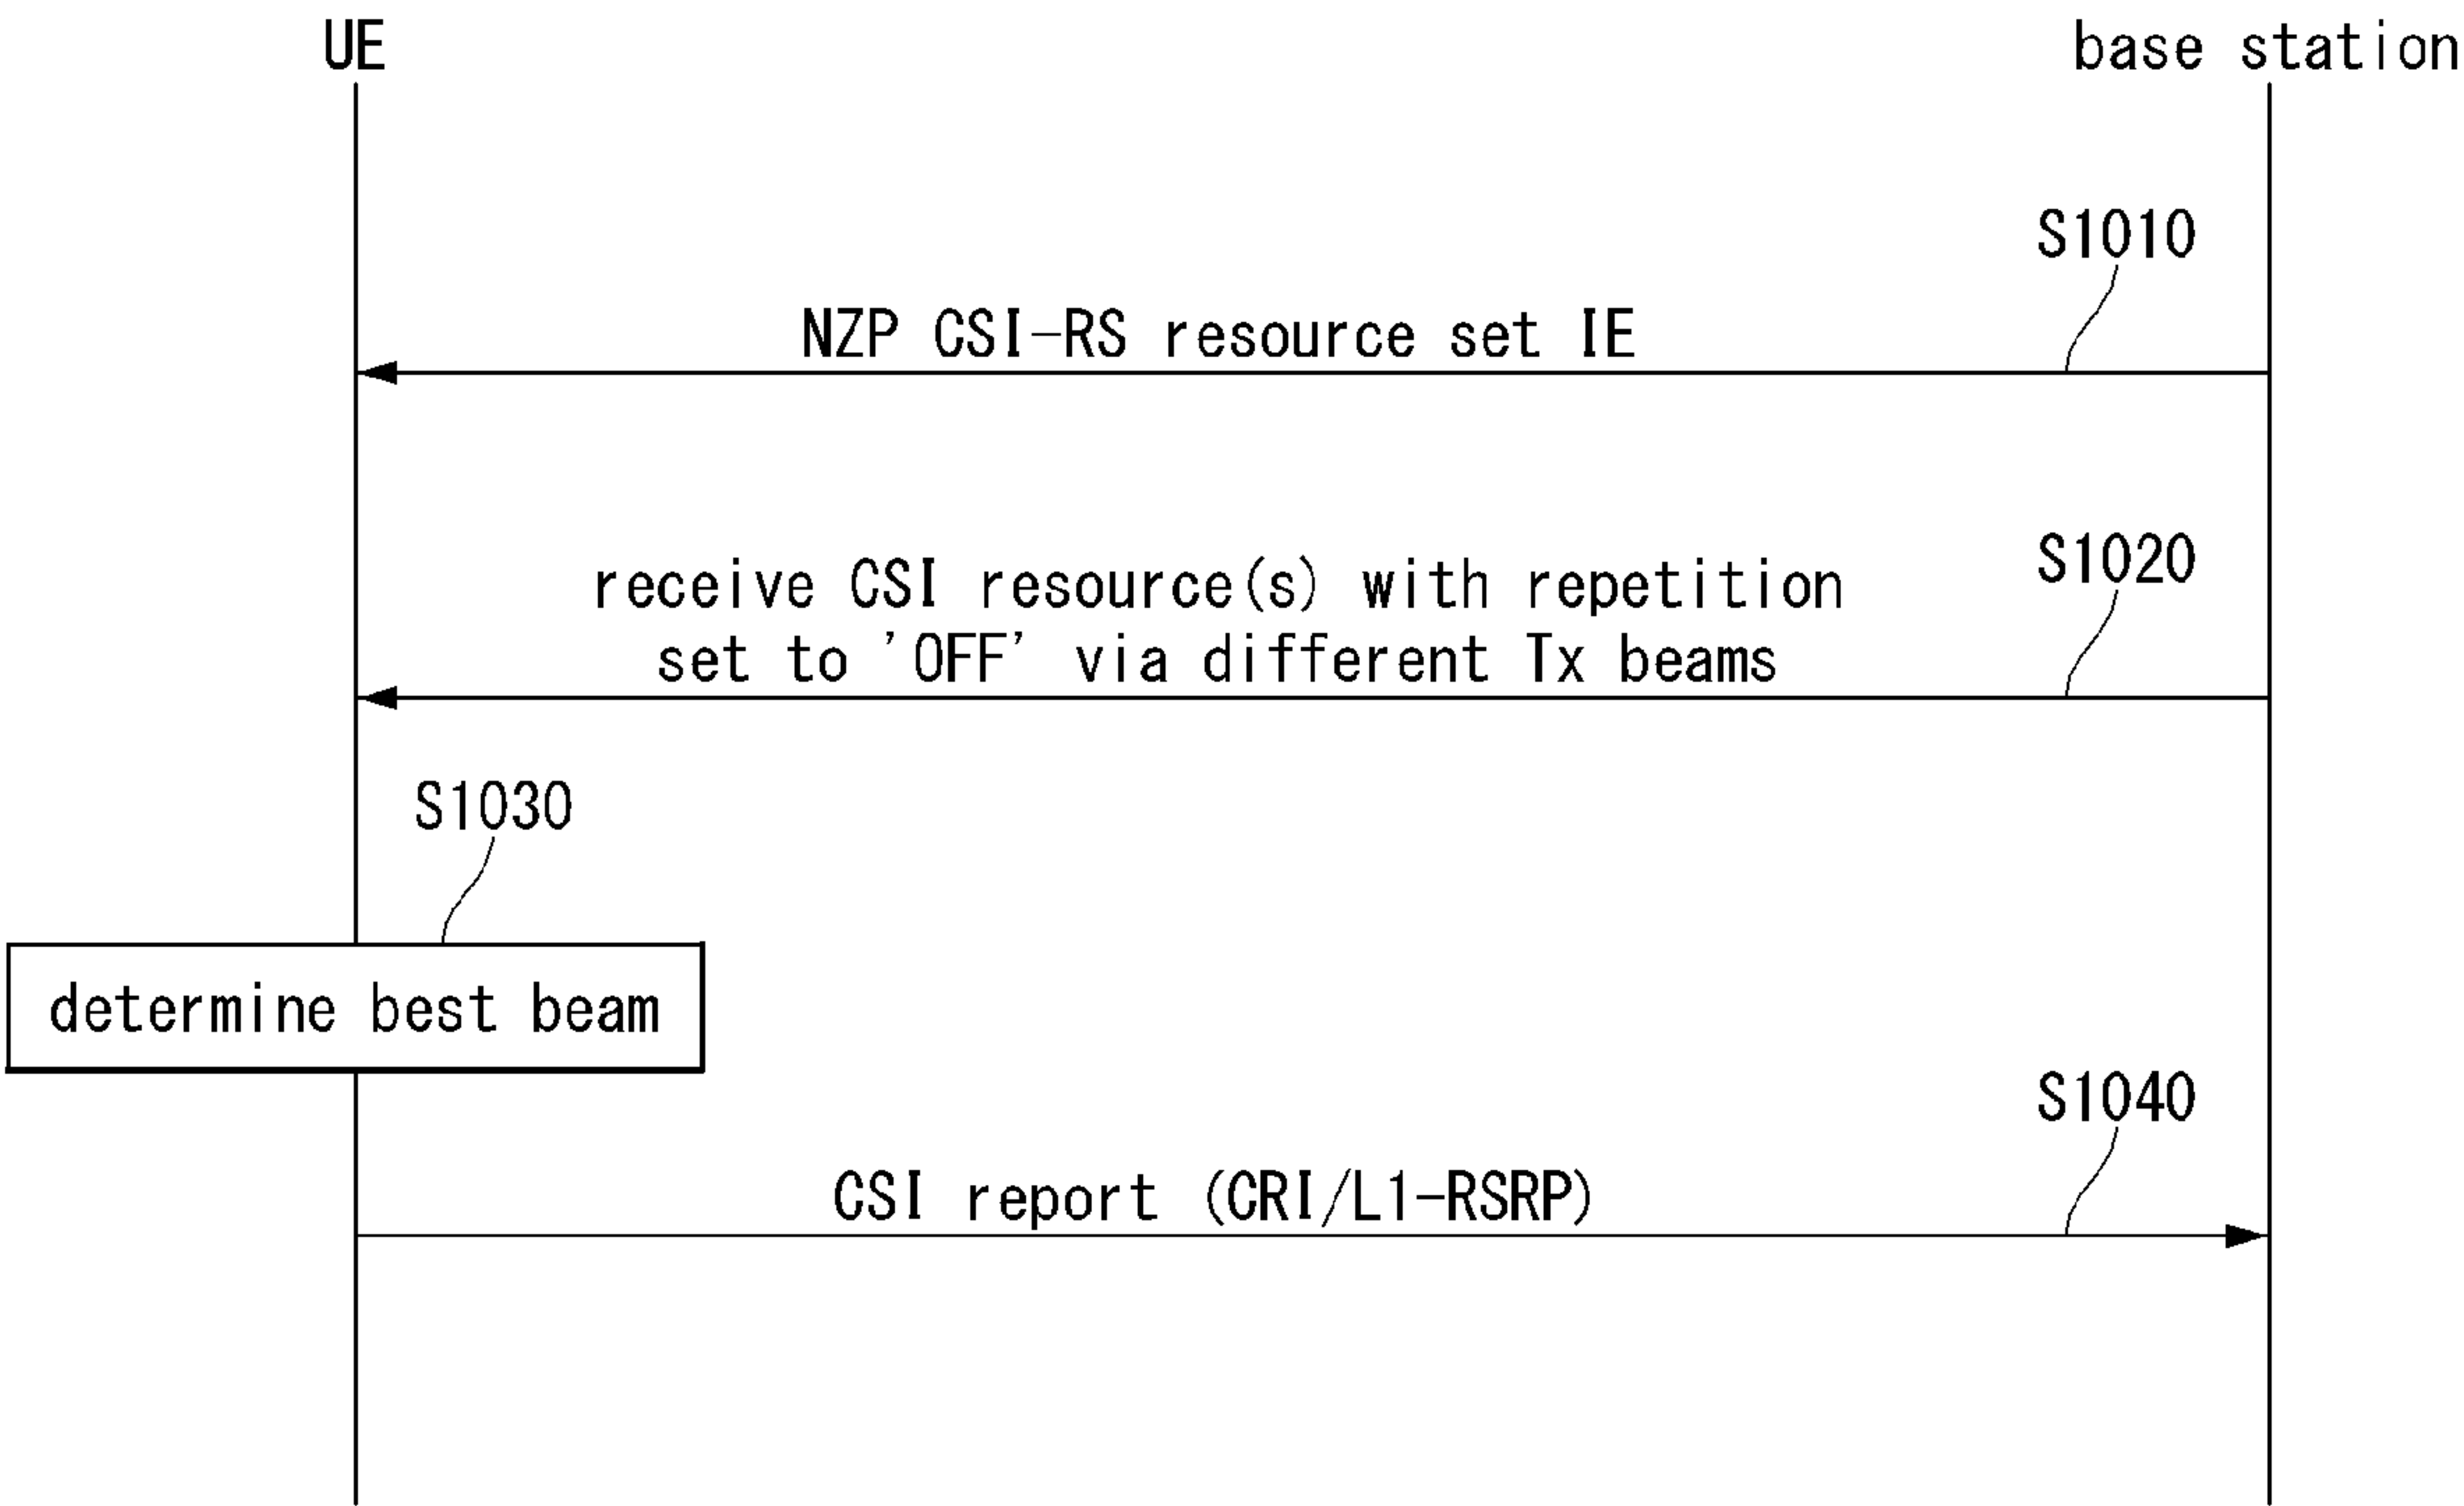 UE
base station
S1010
NZP CSI-RS resource set IE
S1020
receive CSI resource(s) with repetition
set to 'OFF' via different Tx beams
S1030
determine best beam
S1040
CSI report (CRI/L1-RSRP)